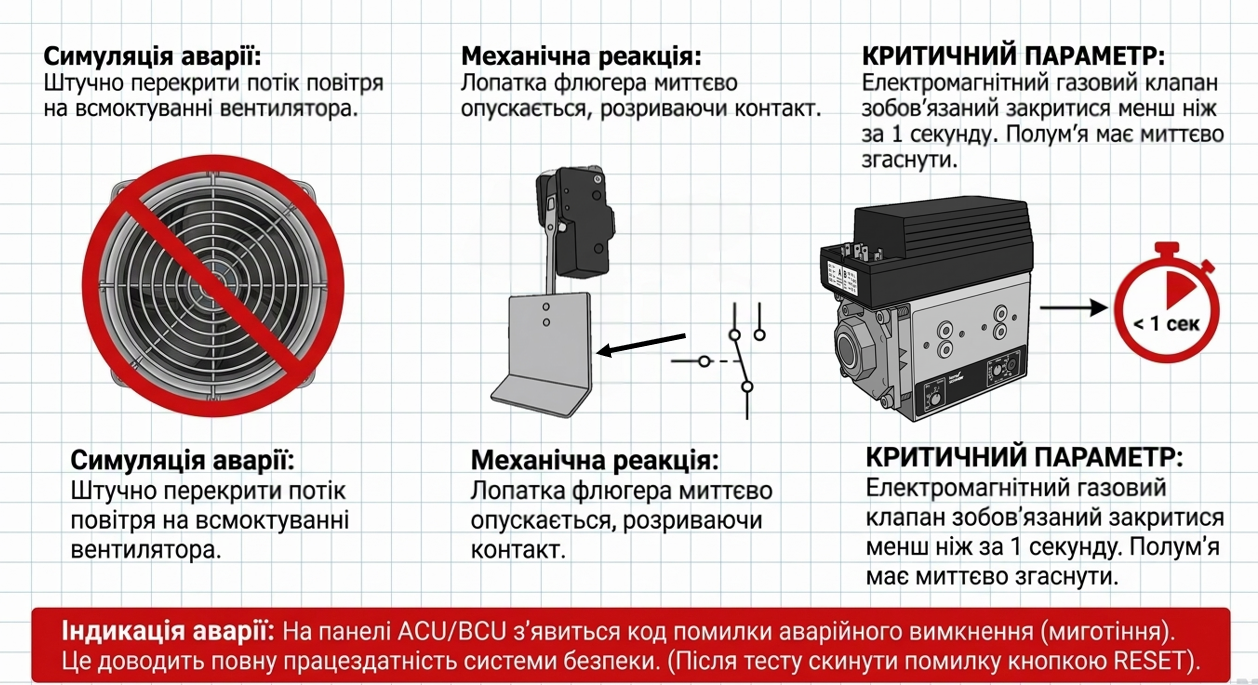 Симуляція аварії:
Штучно перекрити потік повітря
на всмоктуванні вентилятора.
Механічна реакція:
Лопатка флюгера миттєво
опускається, розриваючи контакт.
КРИТИЧНИЙ ПАРАМЕТР:
Електромагнітний газовий клапан
зобов'язаний закритися менш ніж
за 1 секунду. Полум'я має миттєво
згаснути.
A B
< 1 сек
Симуляція аварії:
Штучно перекрити потік
повітря на всмоктуванні
вентилятора.
Механічна реакція:
Лопатка флюгера миттєво
опускається, розриваючи
контакт.
КРИТИЧНИЙ ПАРАМЕТР:
Електромагнітний газовий
клапан зобов'язаний закритися
менш ніж за 1 секунду. Полум'я
має миттєво згаснути.
Індикація аварії: На панелі ACU/BCU з'явиться код помилки аварійного вимкнення (миготіння).
Це доводить повну працездатність системи безпеки. (Після тесту скинути помилку кнопкою RESET).